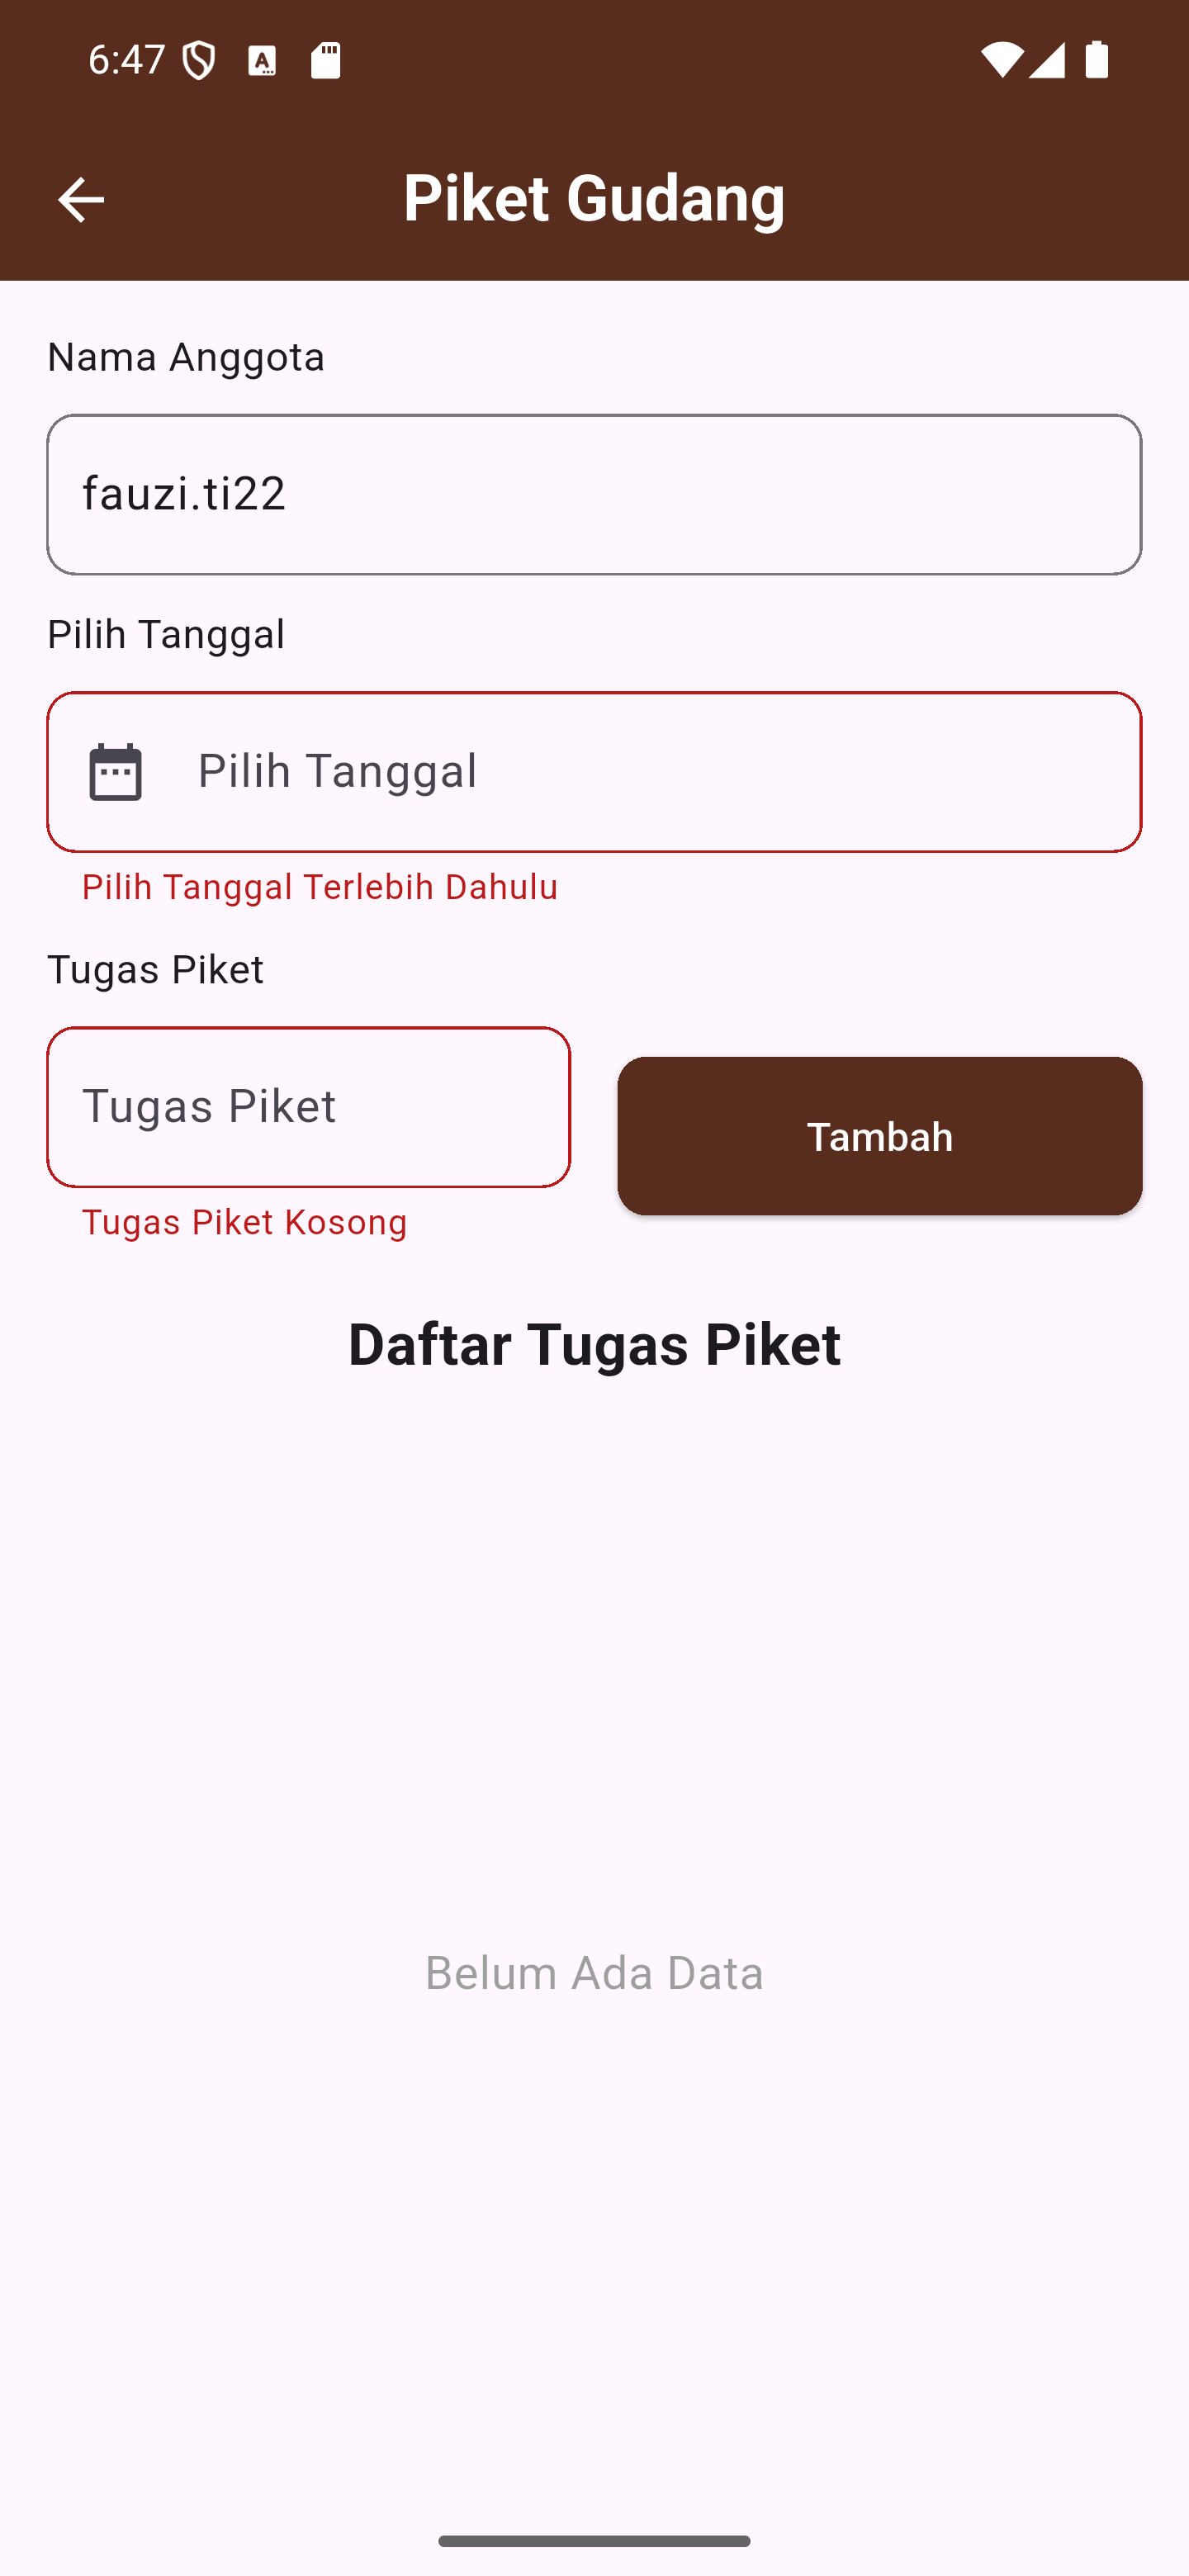 6:47
Piket Gudang
Nama Anggota
fauzi.ti22
Pilih Tanggal
Pilih Tanggal
Pilih Tanggal Terlebih Dahulu
Tugas Piket
Tugas Piket
Tambah
Tugas Piket Kosong
Daftar Tugas Piket
Belum Ada Data